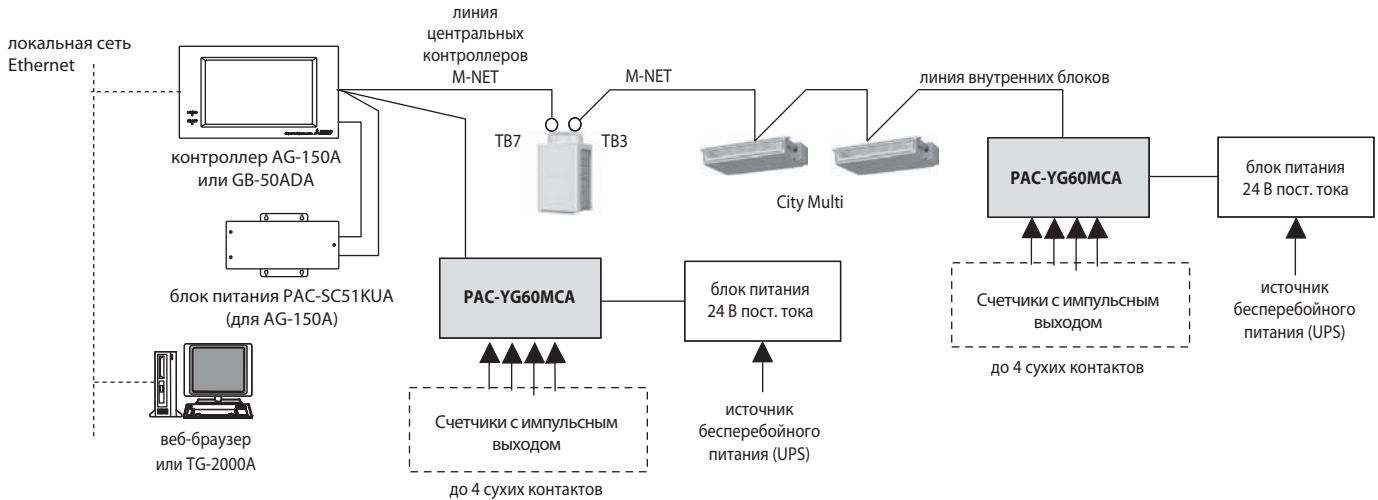 локальная сеть
Ethernet
контроллер AG-150A
или GB-50ADA
блок питания PAC-SC51KUA
(для AG-150A)
веб-браузер
или TG-2000A
линия
центральных
контроллеров
M-NET
M-NET
TB7
TB3
City Multi
линия внутренних блоков
PAC-YG60MCA
блок питания
24 В пост. тока
Счетчики с импульсным
выходом
до 4 сухих контактов
источник
бесперебойного
питания (UPS)
PAC-YG60MCA
блок питания
24 В пост. тока
Счетчики с импульсным
выходом
до 4 сухих контактов
источник
бесперебойного
питания (UPS)